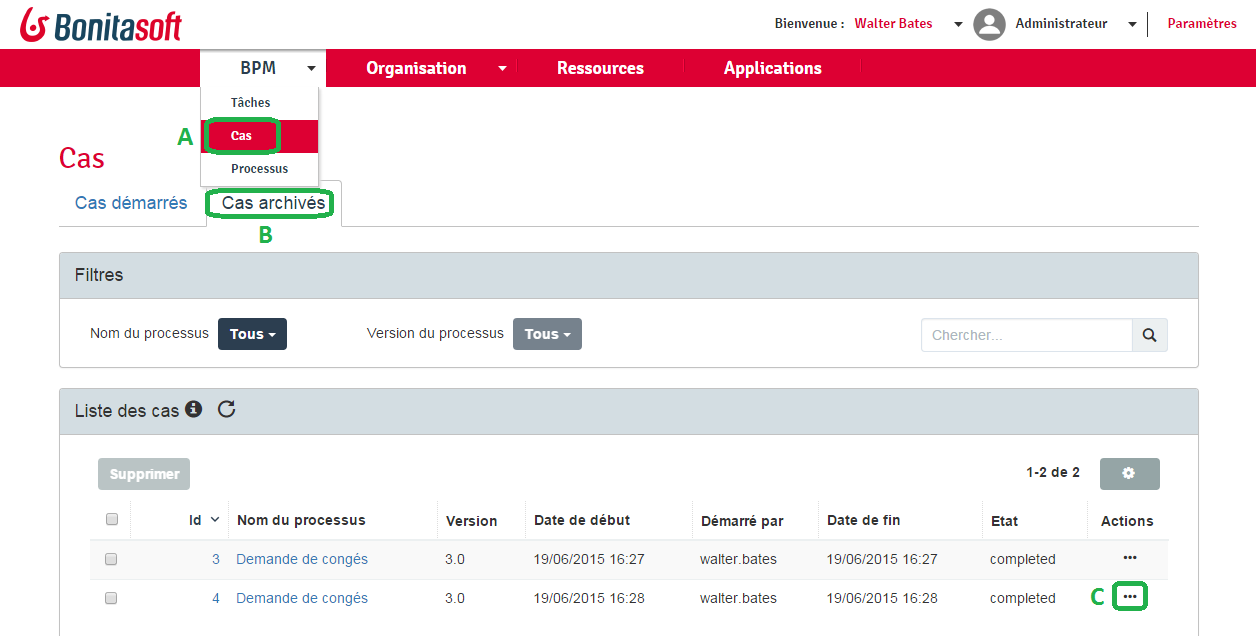 Bonitasoft
Bienvenue : Walter Bates Administrateur Paramètres
BPM Organisation Ressources Applications
Tâches
A Cas
Processus
Cas
Cas démarrés Cas archivés
B
Filtres
Nom du processus Tous Version du processus Tous Chercher...
Liste des cas
Supprimer 1-2 de 2
Id Nom du processus Version Date de début Démarré par Date de fin Etat Actions
3 Demande de congés 3.0 19/06/2015 16:27 walter.bates 19/06/2015 16:27 completed ...
4 Demande de congés 3.0 19/06/2015 16:28 walter.bates 19/06/2015 16:28 completed C ...